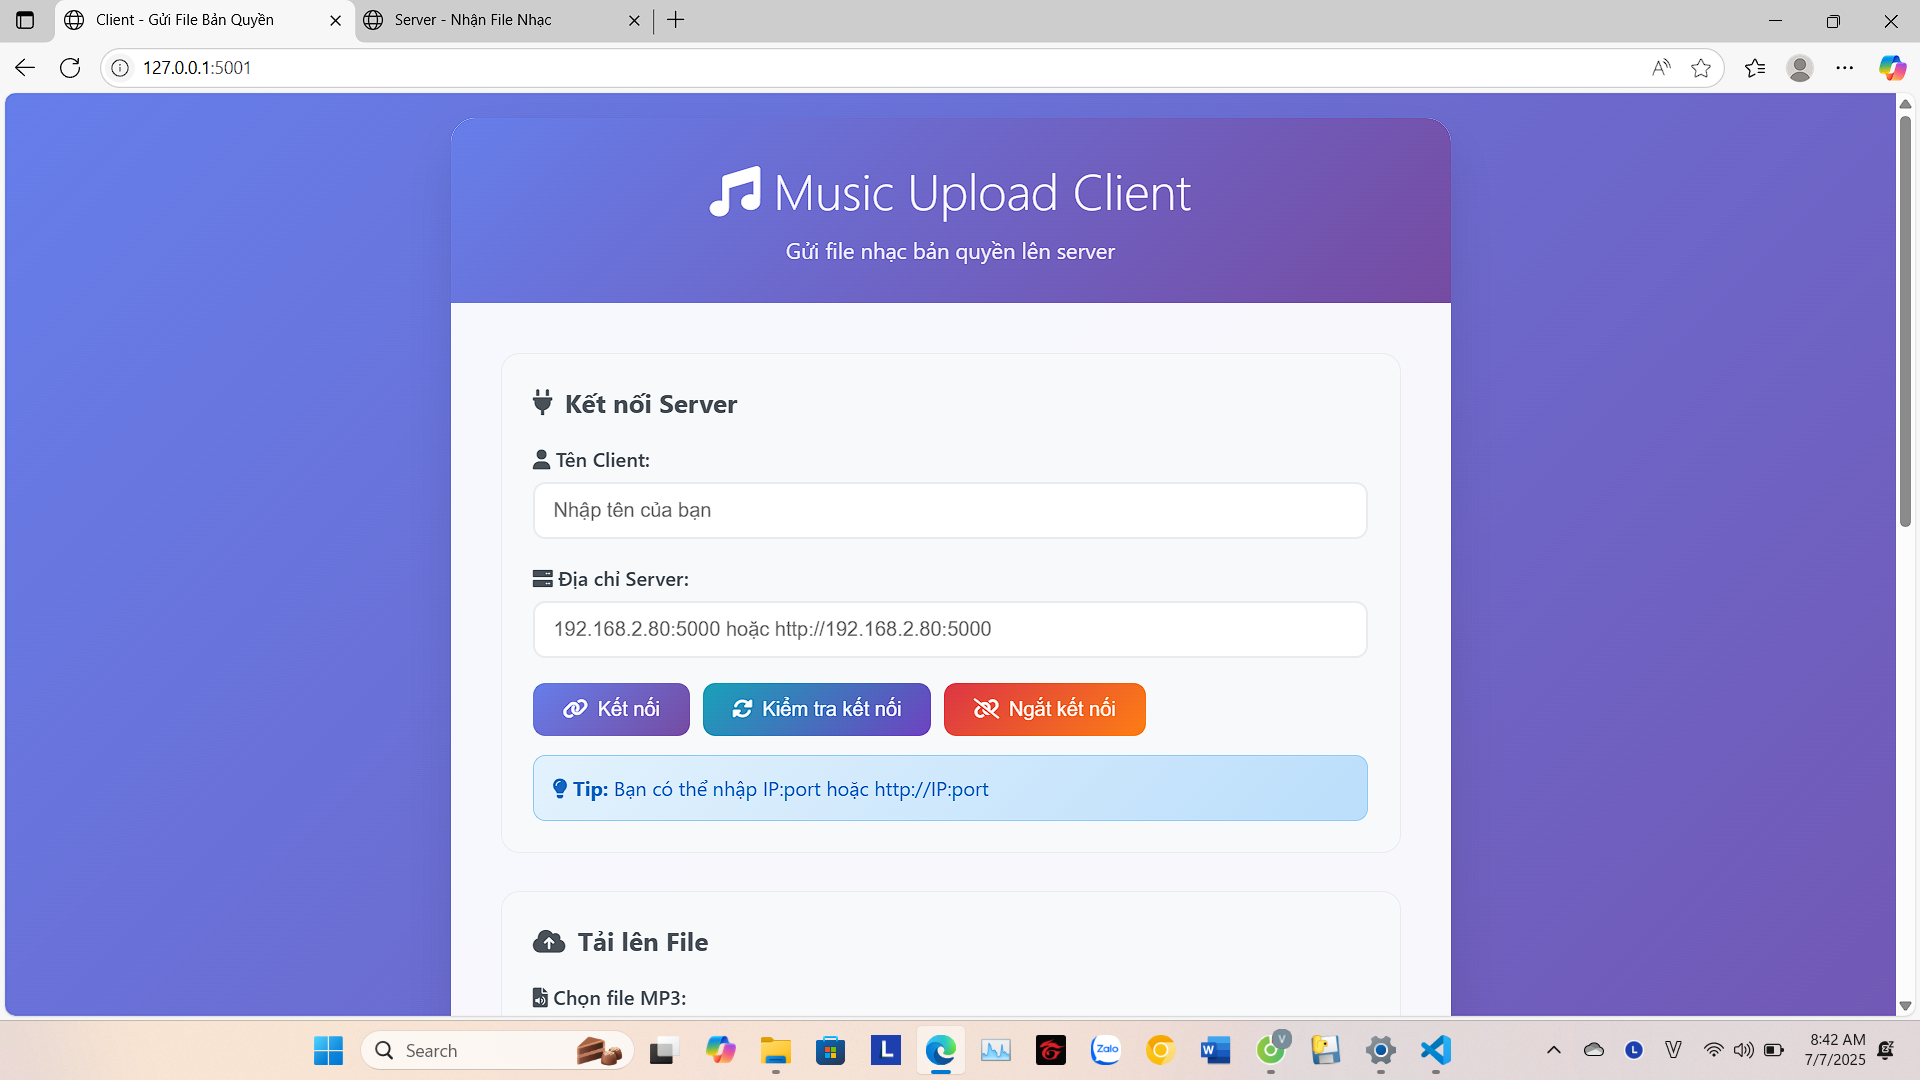 Client - Gửi File Bản Quyền
Server - Nhận File Nhạc
127.0.0.1:5001
Music Upload Client
Gửi file nhạc bản quyền lên server
Kết nối Server
Tên Client:
Nhập tên của bạn
Địa chỉ Server:
192.168.2.80:5000 hoặc http://192.168.2.80:5000
Kết nối
Kiểm tra kết nối
Ngắt kết nối
Tip: Bạn có thể nhập IP:port hoặc http://IP:port
Tải lên File
Chọn file MP3:
Search
L
Zalo
W
V
L
V
8:42 AM
7/7/2025